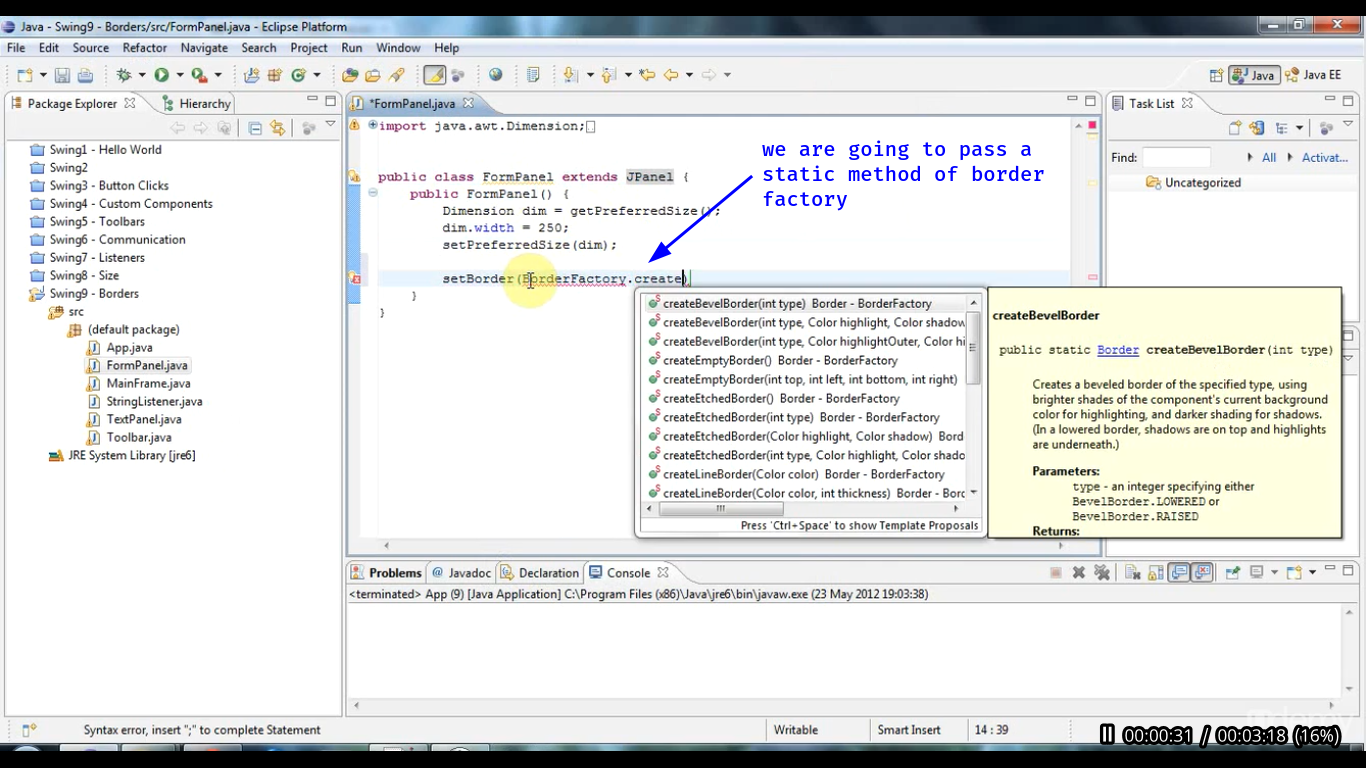 Java - Swing9 - Borders/src/FormPanel.java - Eclipse Platform
File Edit Source Refactor Navigate Search Project Run Window Help
Java Java EE
Package Explorer Hierarchy
Swing1 - Hello World
Swing2
Swing3 - Button Clicks
Swing4 - Custom Components
Swing5 - Toolbars
Swing6 - Communication
Swing7 - Listeners
Swing8 - Size
Swing9 - Borders
src
(default package)
App.java
FormPanel.java
MainFrame.java
StringListener.java
TextPanel.java
Toolbar.java
JRE System Library [jre6]
*FormPanel.java
import java.awt.Dimension;
public class FormPanel extends JPanel {
public FormPanel() {
Dimension dim = getPreferredSize();
dim.width = 250;
setPreferredSize(dim);
setBorder(BorderFactory.create)
}
}
we are going to pass a
static method of border
factory
createBevelBorder(int type) Border - BorderFactory
createBevelBorder(int type, Color highlight, Color shadow
createBevelBorder(int type, Color highlightOuter, Color hi
createEmptyBorder() Border - BorderFactory
createEmptyBorder(int top, int left, int bottom, int right)
createEtchedBorder() Border - BorderFactory
createEtchedBorder(int type) Border - BorderFactory
createEtchedBorder(Color highlight, Color shadow) Bord
createEtchedBorder(int type, Color highlight, Color shado
createLineBorder(Color color) Border - BorderFactory
createLineBorder(Color color, int thickness) Border - Borc
Press 'Ctrl+Space' to show Template Proposals
createBevelBorder
public static Border createBevelBorder(int type)
Creates a beveled border of the specified type, using
brighter shades of the component's current background
color for highlighting, and darker shading for shadows.
(In a lowered border, shadows are on top and highlights
are underneath.)
Parameters:
type - an integer specifying either
BevelBorder.LOWERED or
BevelBorder.RAISED
Returns:
Task List
Find: All Activat...
Uncategorized
Problems @ Javadoc Declaration Console
<terminated> App (9) [Java Application] C:\Program Files (x86)\Java\jre6\bin\javaw.exe (23 May 2012 19:03:38)
Syntax error, insert ";" to complete Statement Writable Smart Insert 14 : 39
00:00:31 / 00:03:18 (16%)